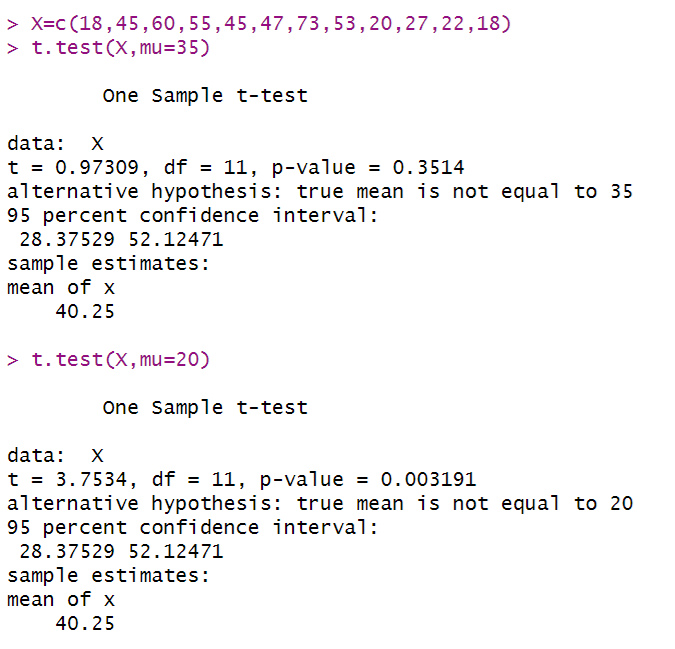 > X=c(18,45,60,55,45,47,73,53,20,27,22,18)
> t.test(X,mu=35)
One Sample t-test
data:  X
t = 0.97309, df = 11, p-value = 0.3514
alternative hypothesis: true mean is not equal to 35
95 percent confidence interval:
28.37529 52.12471
sample estimates:
mean of x
40.25
> t.test(X,mu=20)
One Sample t-test
data:  X
t = 3.7534, df = 11, p-value = 0.003191
alternative hypothesis: true mean is not equal to 20
95 percent confidence interval:
28.37529 52.12471
sample estimates:
mean of x
40.25